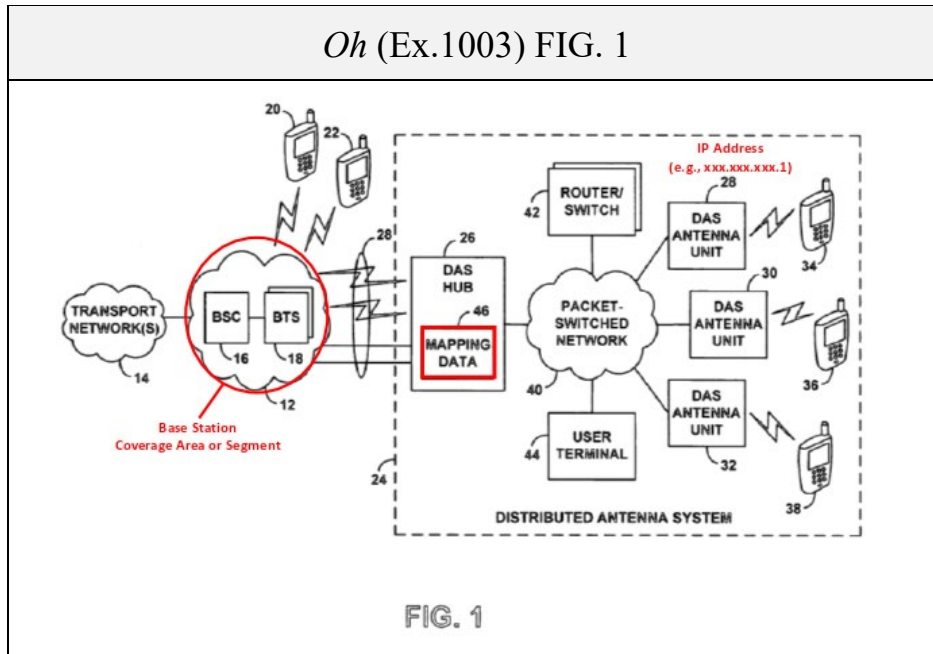 Oh (Ex.1003) FIG. 1
20
22
IP Address
(e.g., xxx.xxx.xxx.1)
28
42
ROUTER/
SWITCH
DAS
ANTENNA
UNIT
34
28
26
DAS
HUB
30
TRANSPORT
NETWORK(S)
14
BSC
16
BTS
18
46
MAPPING
DATA
PACKET-
SWITCHED
NETWORK
40
DAS
ANTENNA
UNIT
36
12
Base Station
Coverage Area or Segment
44
USER
TERMINAL
DAS
ANTENNA
UNIT
32
24
38
DISTRIBUTED ANTENNA SYSTEM
FIG. 1